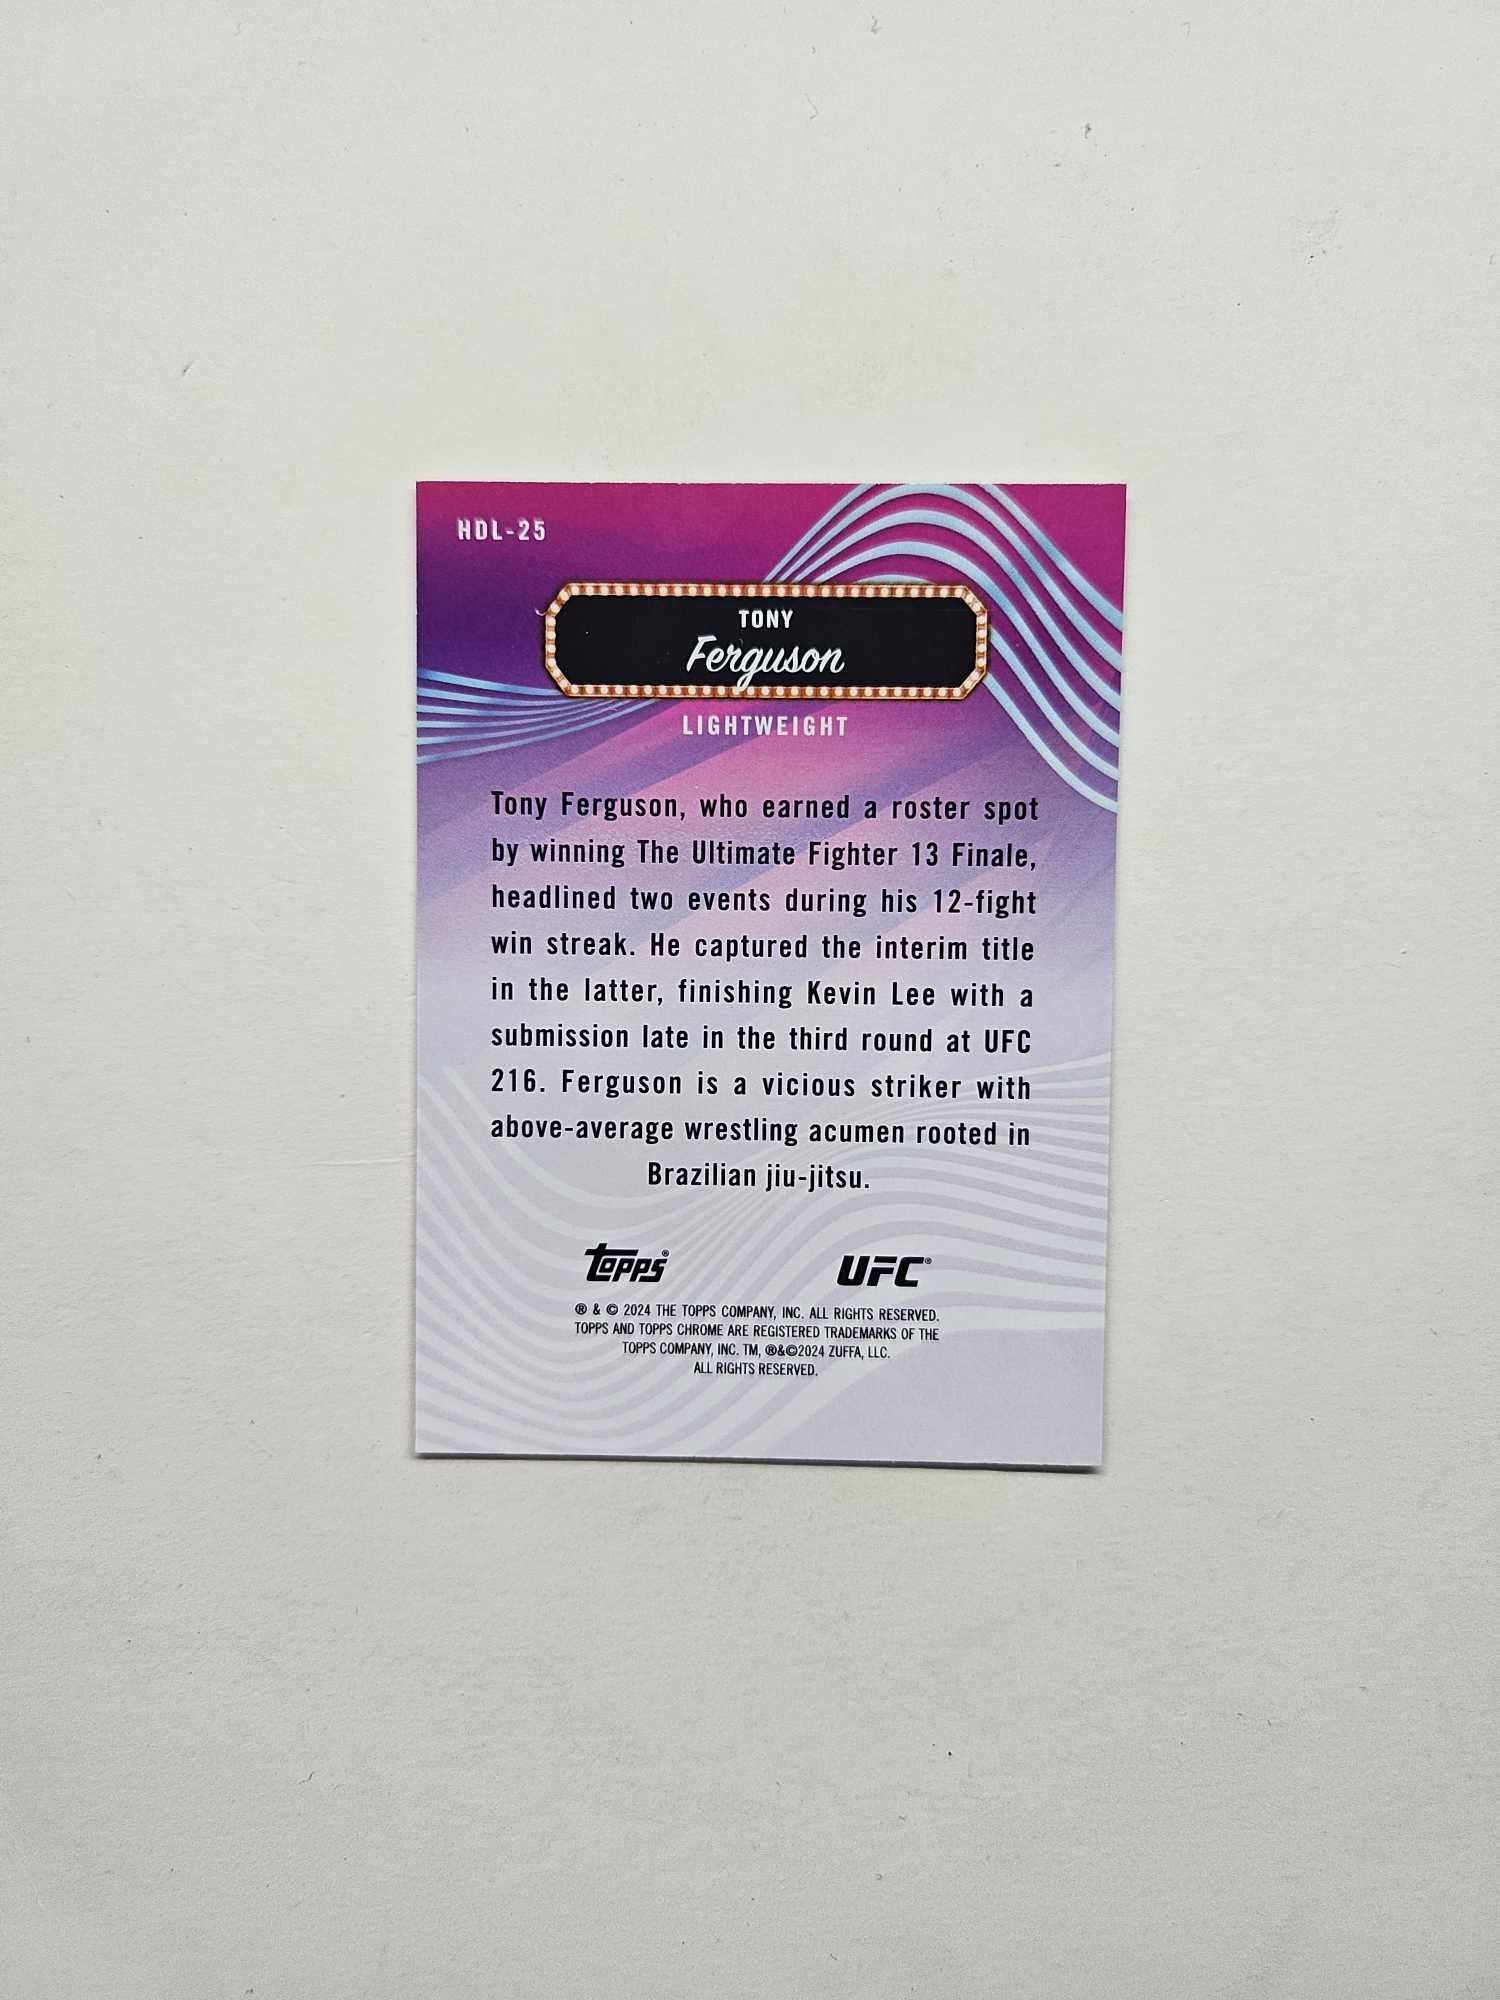 HDL-25
TONY
Ferguson
LIGHTWEIGHT
Tony Ferguson, who earned a roster spot
by winning The Ultimate Fighter 13 Finale,
headlined two events during his 12-fight
win streak. He captured the interim title
in the latter, finishing Kevin Lee with a
submission late in the third round at UFC
216. Ferguson is a vicious striker with
above-average wrestling acumen rooted in
Brazilian jiu-jitsu.
Topps® UFC®
® & © 2024 THE TOPPS COMPANY, INC. ALL RIGHTS RESERVED.
TOPPS AND TOPPS CHROME ARE REGISTERED TRADEMARKS OF THE
TOPPS COMPANY, INC. TM, ®&©2024 ZUFFA, LLC.
ALL RIGHTS RESERVED.